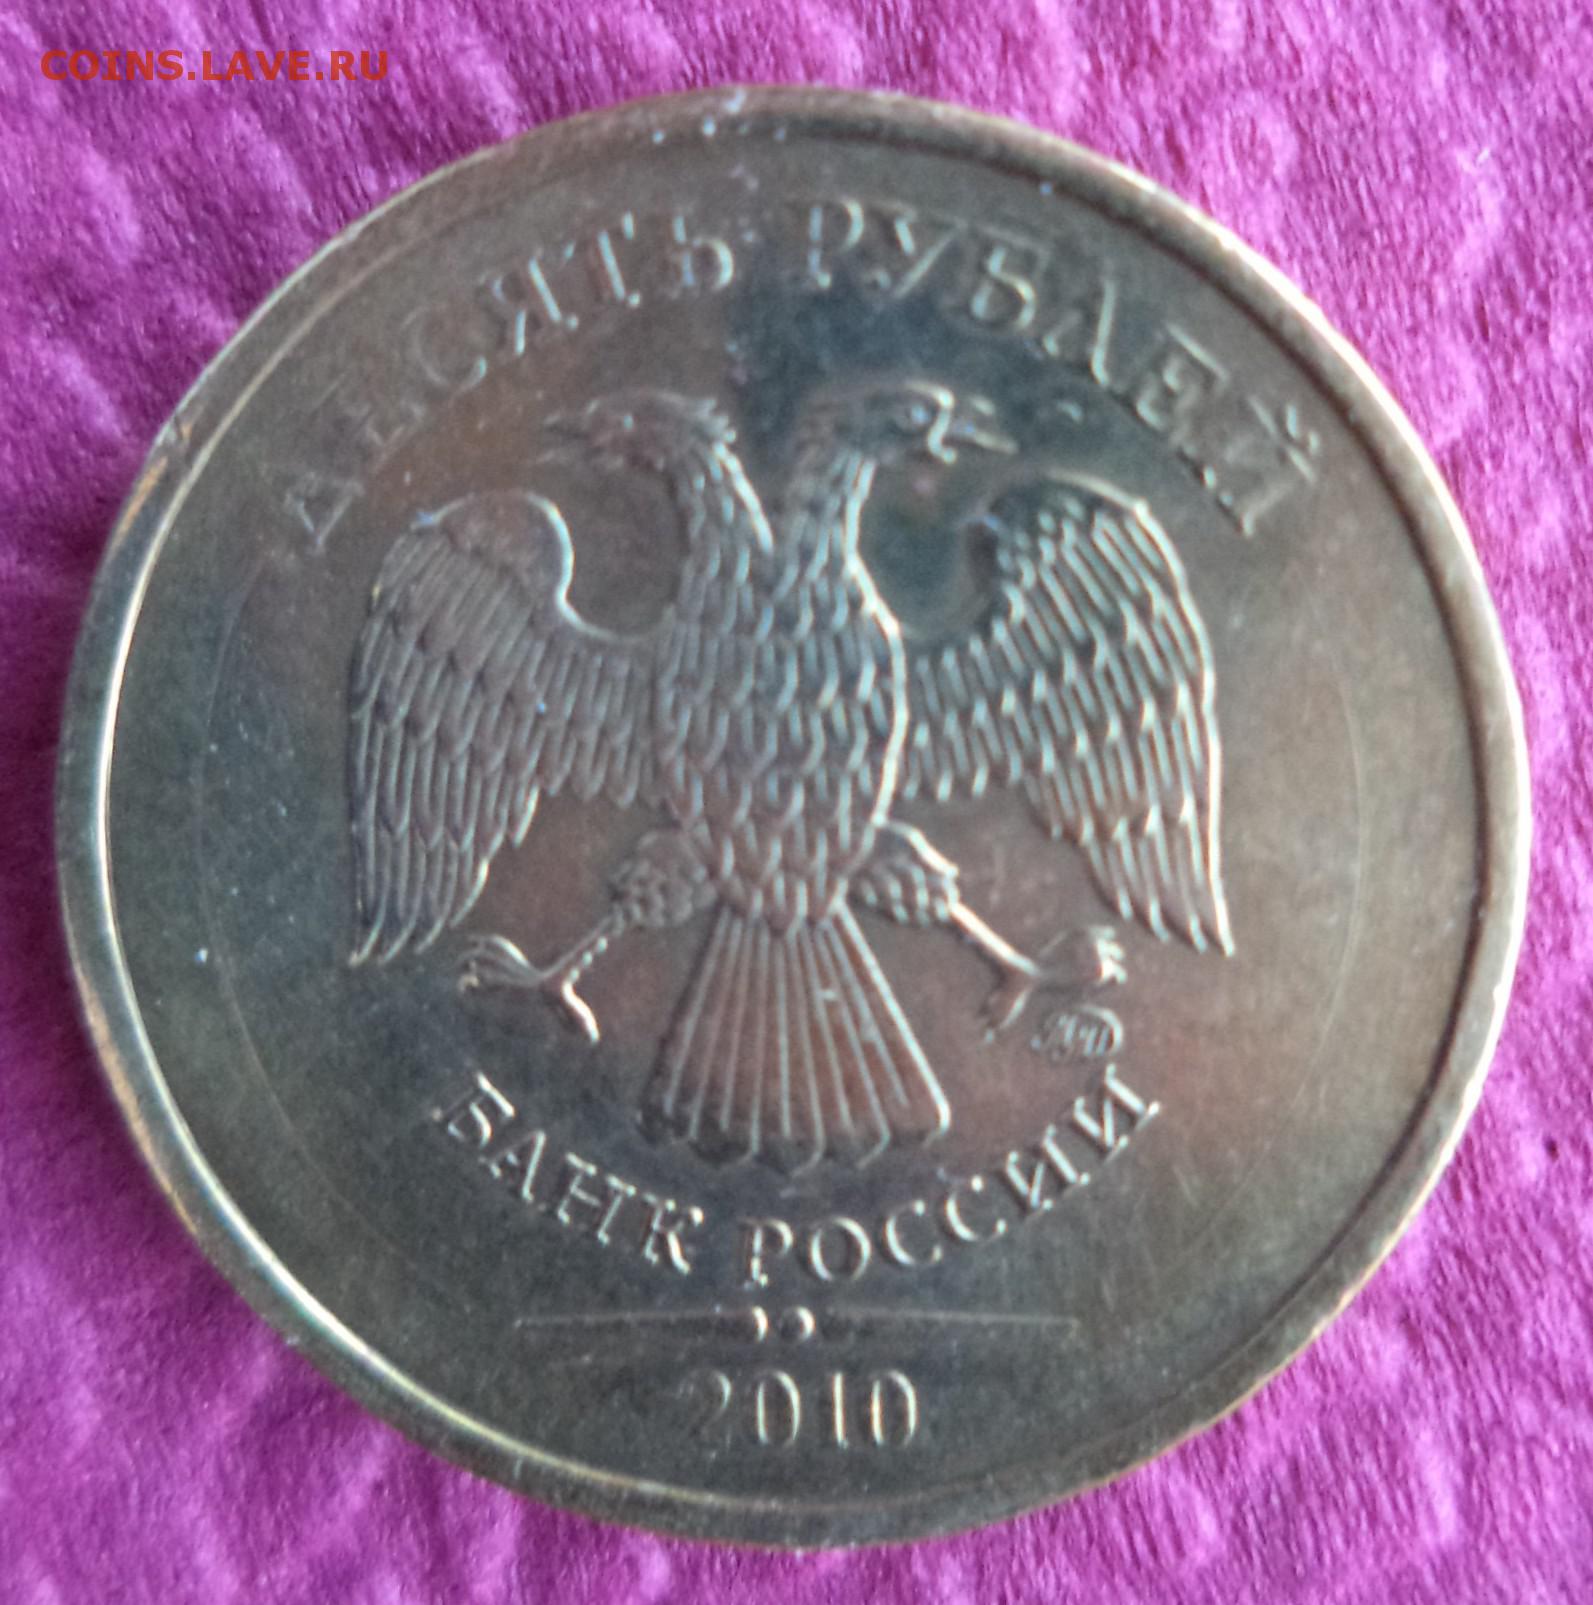 COINS.LAVE.RU
ДЕСЯТЬ РУБЛЕЙ
БАНК РОССИИ
2010